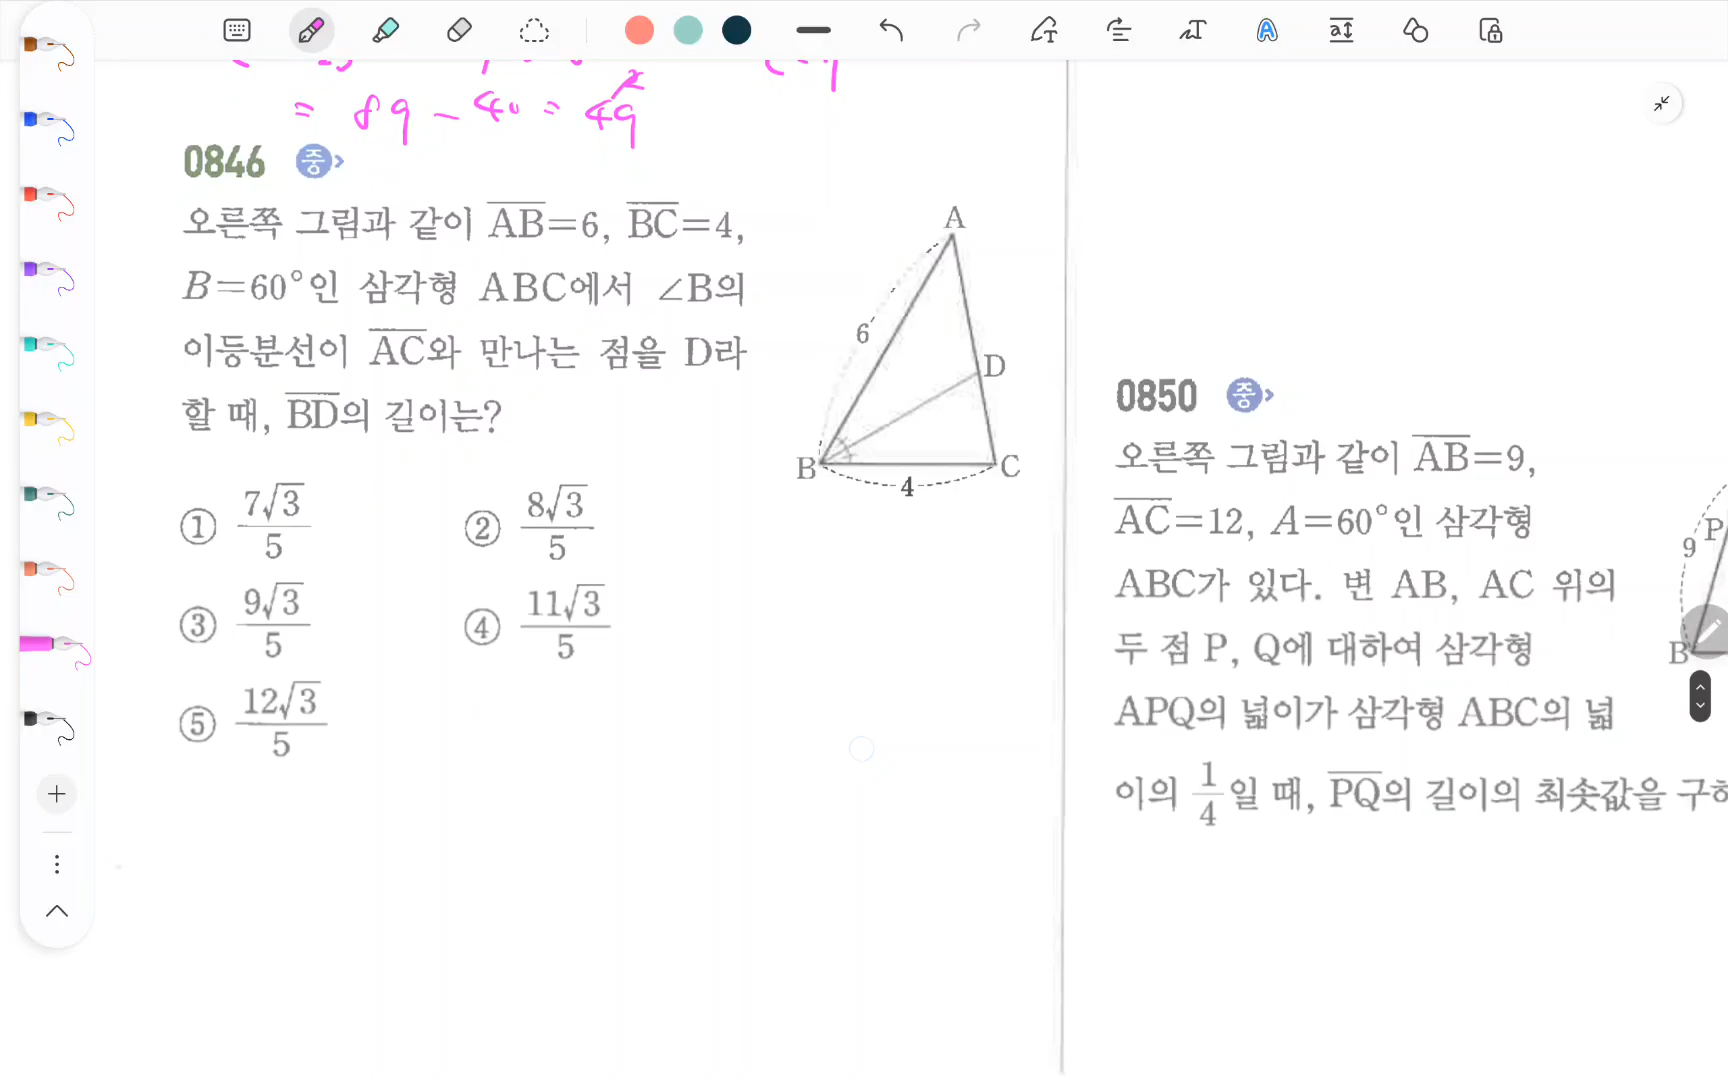 = 89 - 40 = 49
0846 중
오른쪽 그림과 같이 AB=6, BC=4,
B=60°인 삼각형 ABC에서 ∠B의
이등분선이 AC와 만나는 점을 D라
할 때, BD의 길이는?
① 7√3/5 ② 8√3/5
③ 9√3/5 ④ 11√3/5
⑤ 12√3/5
A
6
D
B
C
4
0850 중
오른쪽 그림과 같이 AB=9,
AC=12, A=60°인 삼각형
ABC가 있다. 변 AB, AC 위의
두 점 P, Q에 대하여 삼각형
APQ의 넓이가 삼각형 ABC의 넓
이의 1/4일 때, PQ의 길이의 최솟값을 구하
P
9
B